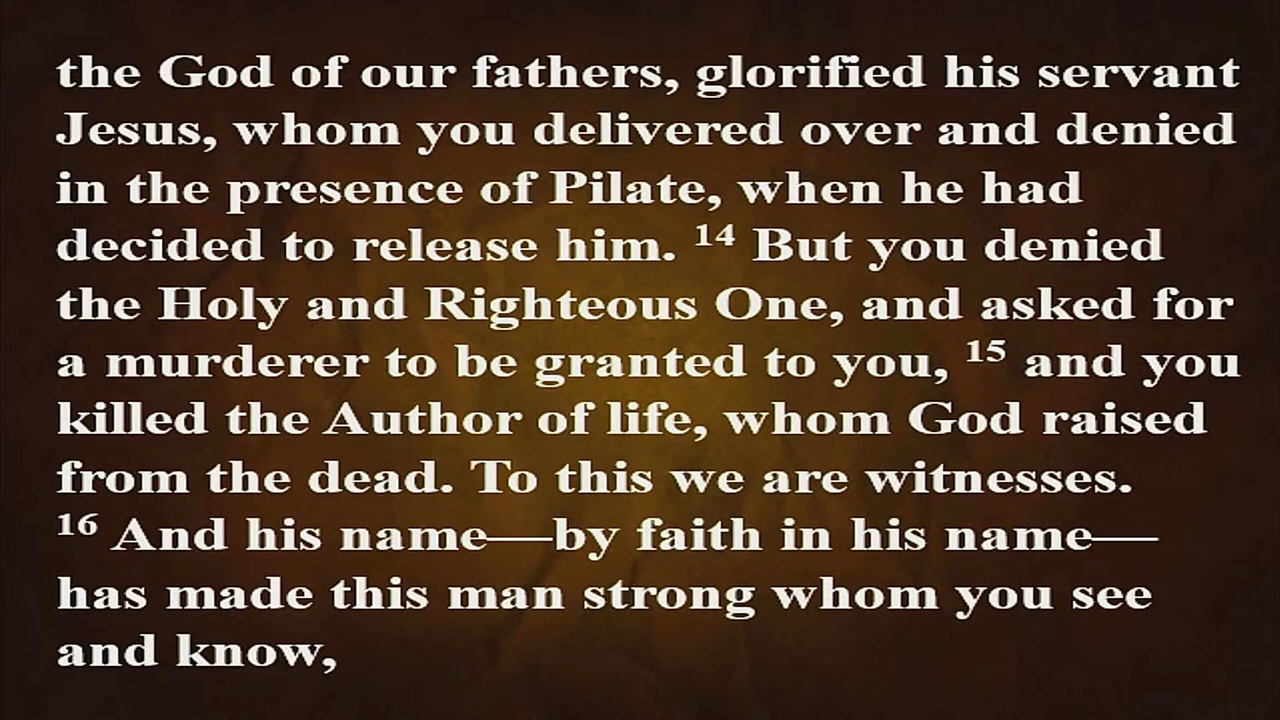 the God of our fathers, glorified his servant
Jesus, whom you delivered over and denied
in the presence of Pilate, when he had
decided to release him. 14 But you denied
the Holy and Righteous One, and asked for
a murderer to be granted to you, 15 and you
killed the Author of life, whom God raised
from the dead. To this we are witnesses.
16 And his name—by faith in his name—
has made this man strong whom you see
and know,